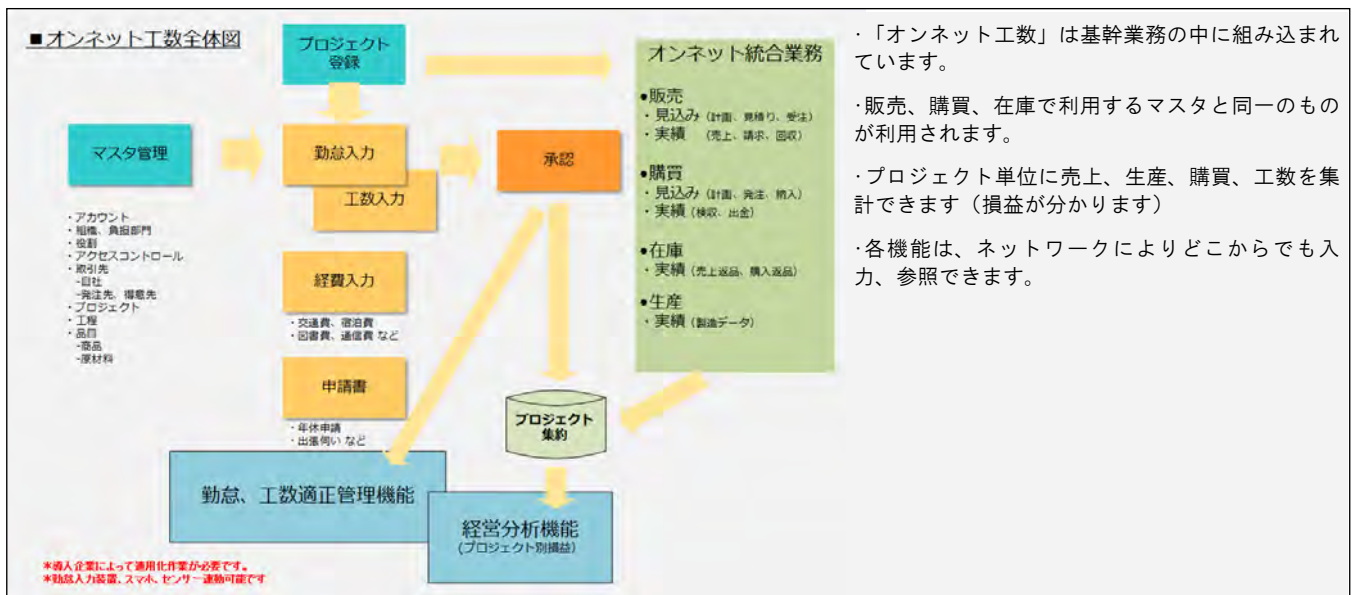 ■オンネット工数全体図
プロジェクト
登録
マスタ管理
・アカウント
・組織、負担部門
・役割
・アクセスコントロール
・取引先
-自社
-発注先、得意先
・プロジェクト
・工程
・品目
-商品
-原材料
勤怠入力
工数入力
経費入力
・交通費、宿泊費
・図書費、通信費 など
申請書
・年休申請
・出張伺い など
承認
オンネット統合業務
●販売
・見込み（計画、見積り、受注）
・実績　（売上、請求、回収）
●購買
・見込み（計画、発注、納入）
・実績（検収、出金）
●在庫
・実績（売上返品、購入返品）
●生産
・実績（製造データ）
プロジェクト
集約
勤怠、工数適正管理機能
経営分析機能
(プロジェクト別損益)
*導入企業によって適用化作業が必要です。
*勤怠入力装置、スマホ、センサー連動可能です
・「オンネット工数」は基幹業務の中に組み込まれ
ています。
・販売、購買、在庫で利用するマスタと同一のもの
が利用されます。
・プロジェクト単位に売上、生産、購買、工数を集
計できます（損益が分かります）
・各機能は、ネットワークによりどこからでも入
力、参照できます。